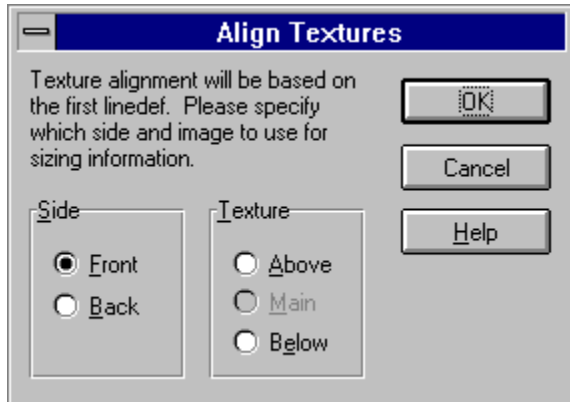 Align Textures
Texture alignment will be based on
the first linedef.  Please specify
which side and image to use for
sizing information.
OK
Cancel
Help
Side
Front
Back
Texture
Above
Main
Below